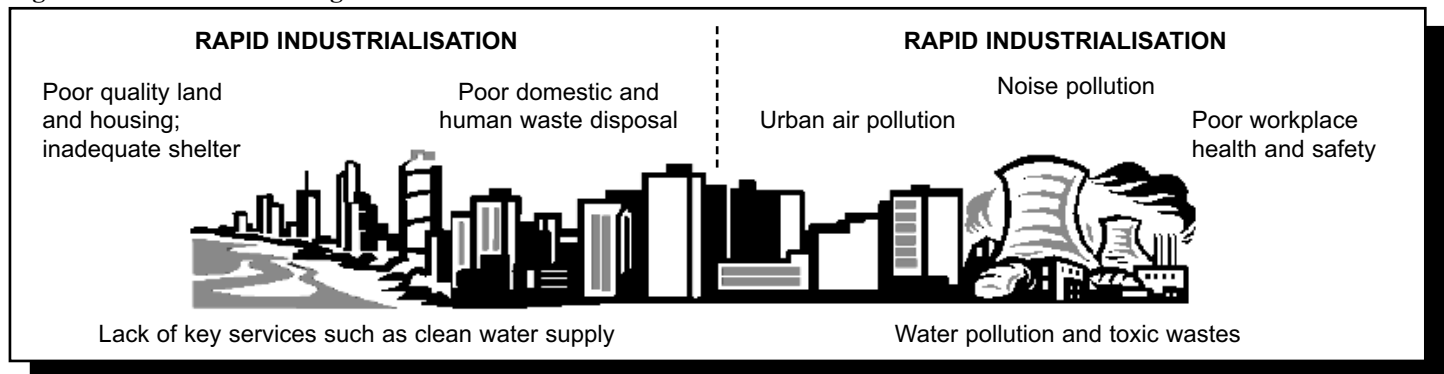 RAPID INDUSTRIALISATION
Poor quality land
and housing;
inadequate shelter
Poor domestic and
human waste disposal
Lack of key services such as clean water supply
RAPID INDUSTRIALISATION
Noise pollution
Urban air pollution
Poor workplace
health and safety
Water pollution and toxic wastes